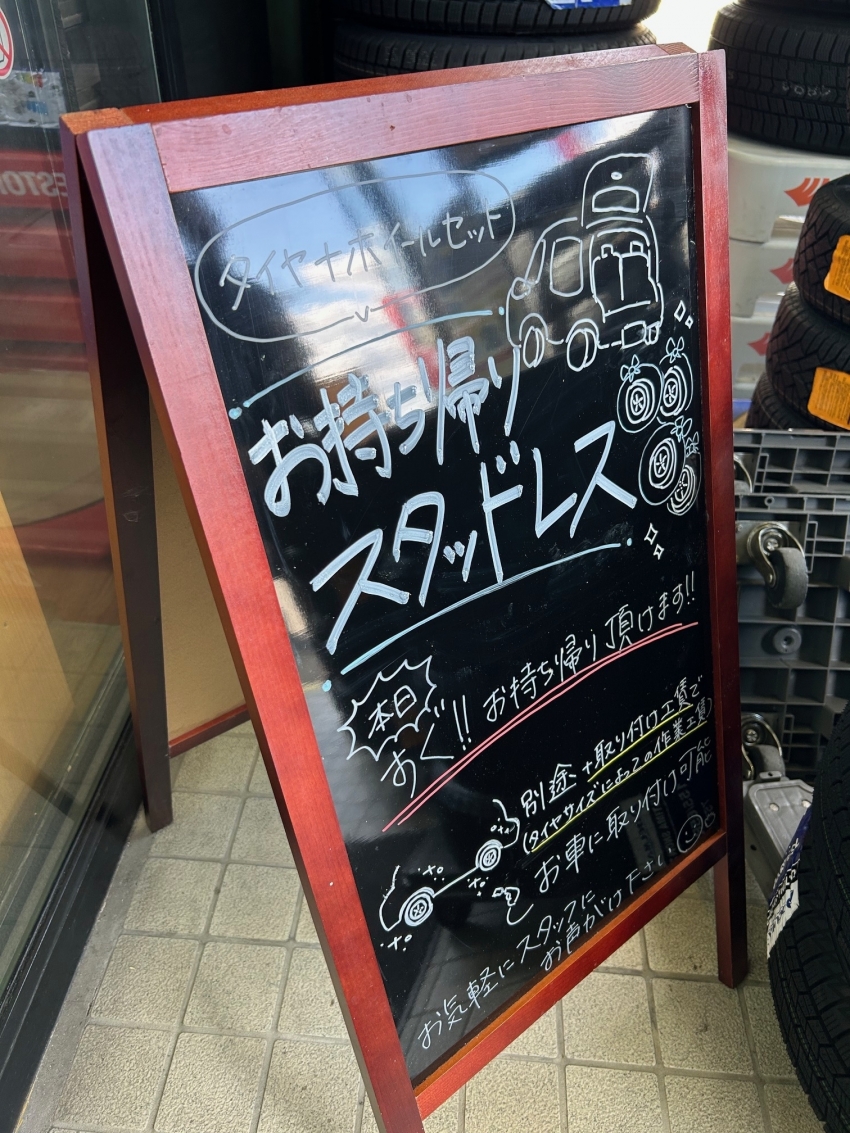 タイヤ+ホイールセット
お持ち帰り
スタッドレス
本日
すぐ!! お持ち帰り頂けます!!
別途 +取り付け工賃で
(タイヤサイズによっての作業工賃)
お車に取り付け可能
お気軽にスタッフに
お声がけ下さい